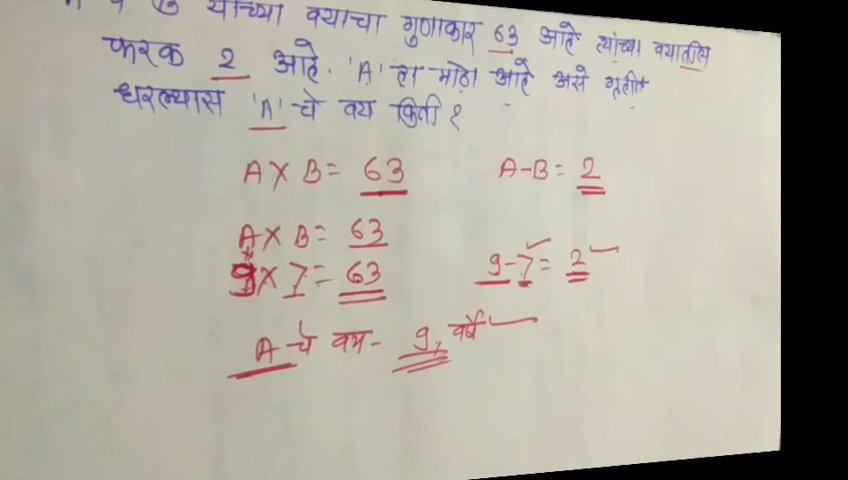 व B यांच्या वयाचा गुणाकार 63 आहे त्यांच्या वयातील
फरक 2 आहे. 'A' हा मोठा आहे असे गृहीत
धरल्यास 'A' चे वय किती ?
A X B = 63 A-B = 2
A X B = 63
9 X 7 = 63 9-7 = 2
A चे वय - 9 वर्षे